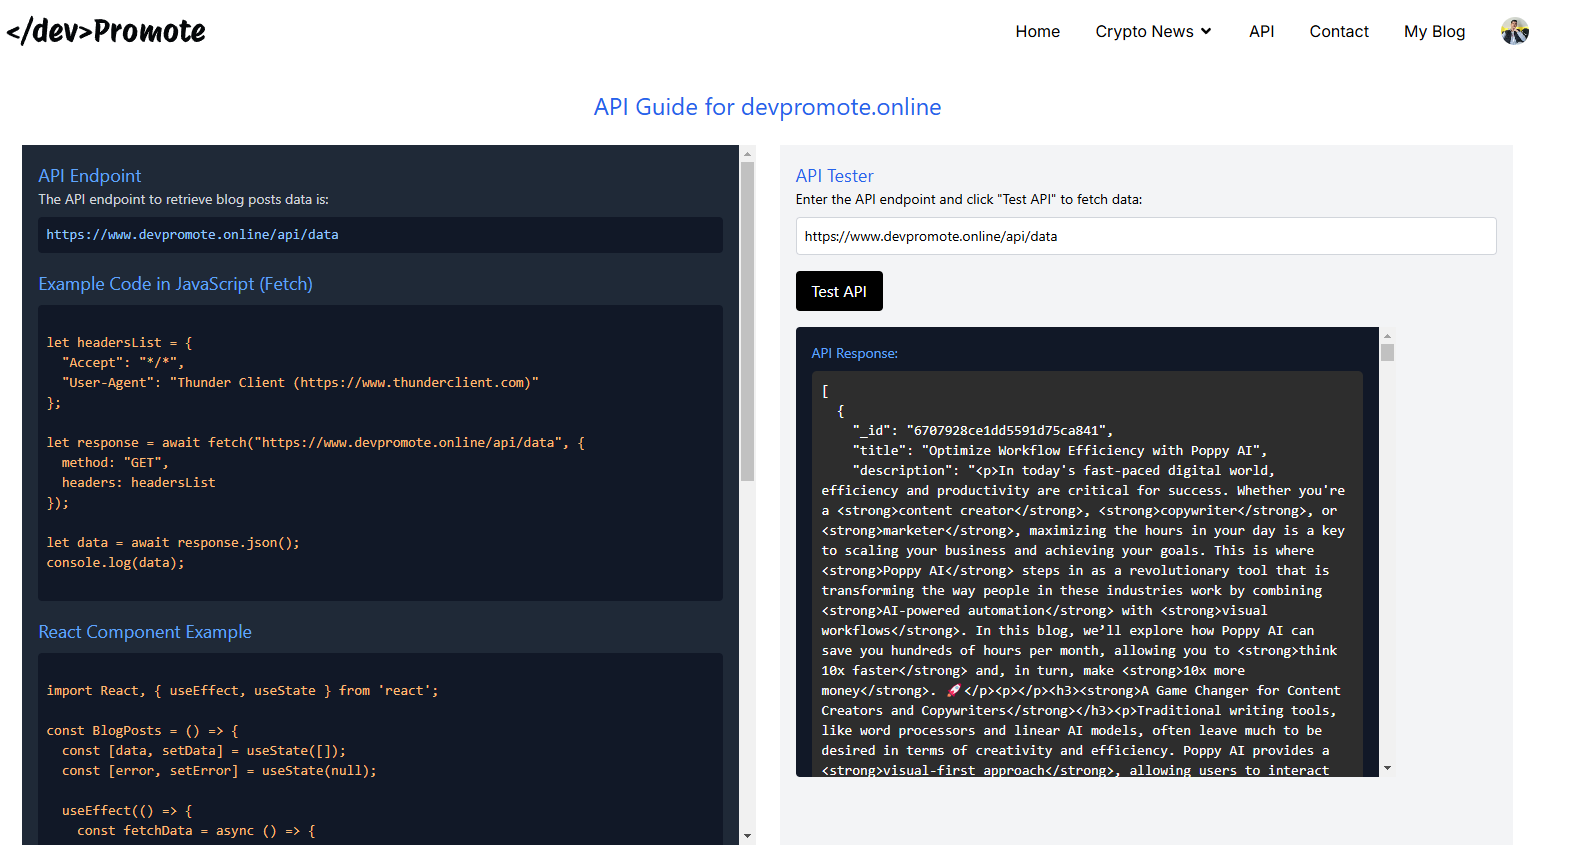 </dev>Promote
Home
Crypto News
API
Contact
My Blog
API Guide for devpromote.online
API Endpoint
The API endpoint to retrieve blog posts data is:
https://www.devpromote.online/api/data
Example Code in JavaScript (Fetch)
let headersList = {
"Accept": "*/*",
"User-Agent": "Thunder Client (https://www.thunderclient.com)"
};
let response = await fetch("https://www.devpromote.online/api/data", {
method: "GET",
headers: headersList
});
let data = await response.json();
console.log(data);
React Component Example
import React, { useEffect, useState } from 'react';
const BlogPosts = () => {
const [data, setData] = useState([]);
const [error, setError] = useState(null);
useEffect(() => {
const fetchData = async () => {
API Tester
Enter the API endpoint and click "Test API" to fetch data:
https://www.devpromote.online/api/data
Test API
API Response:
[
{
"_id": "6707928ce1dd5591d75ca841",
"title": "Optimize Workflow Efficiency with Poppy AI",
"description": "<p>In today's fast-paced digital world,
efficiency and productivity are critical for success. Whether you're
a <strong>content creator</strong>, <strong>copywriter</strong>, or
<strong>marketer</strong>, maximizing the hours in your day is a key
to scaling your business and achieving your goals. This is where
<strong>Poppy AI</strong> steps in as a revolutionary tool that is
transforming the way people in these industries work by combining
<strong>AI-powered automation</strong> with <strong>visual
workflows</strong>. In this blog, we’ll explore how Poppy AI can
save you hundreds of hours per month, allowing you to <strong>think
10x faster</strong> and, in turn, make <strong>10x more
money</strong>. 🚀</p><p></p><h3><strong>A Game Changer for Content
Creators and Copywriters</strong></h3><p>Traditional writing tools,
like word processors and linear AI models, often leave much to be
desired in terms of creativity and efficiency. Poppy AI provides a
<strong>visual-first approach</strong>, allowing users to interact